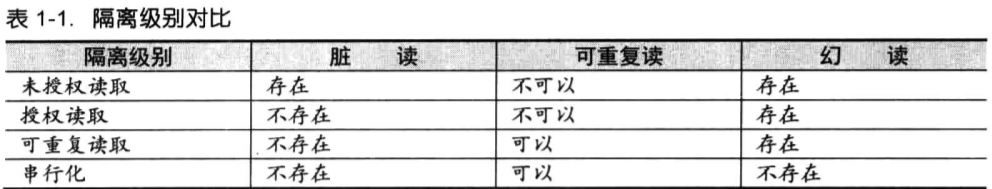 表 1-1. 隔离级别对比
隔离级别 脏 读 可重复读 幻 读
未授权读取 存在 不可以 存在
授权读取 不存在 不可以 存在
可重复读取 不存在 可以 存在
串行化 不存在 可以 不存在